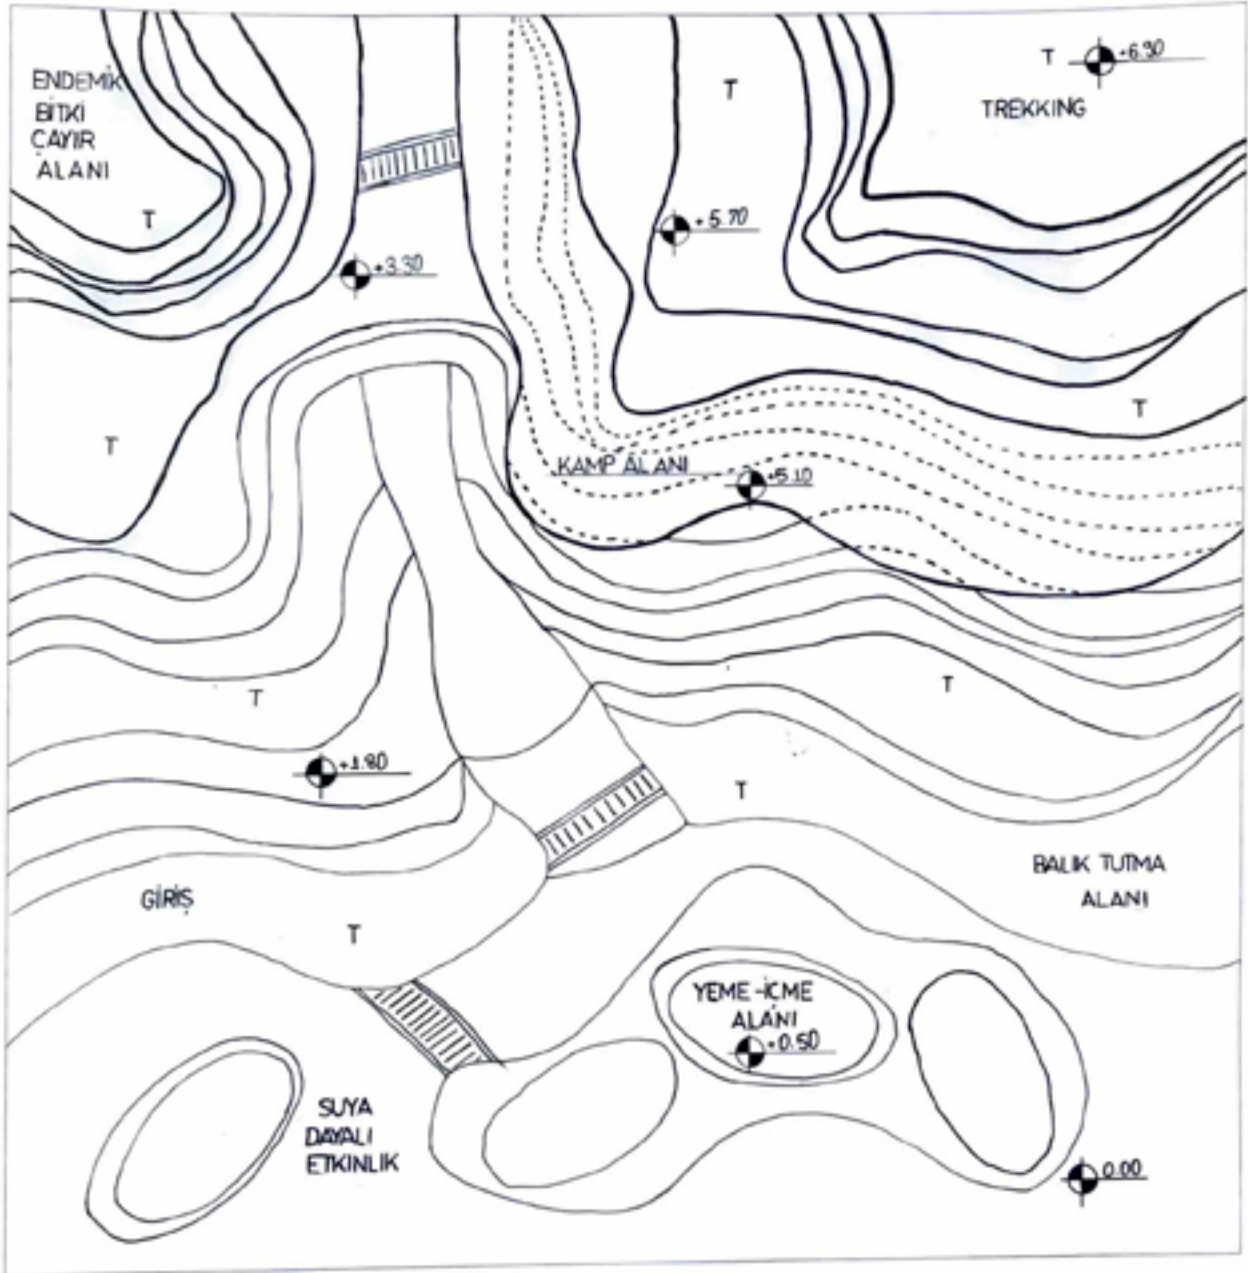 ENDEMİK
BİTKİ
ÇAYIR
ALANI
T
T
+6.90
TREKKING
T
+5.70
+3.30
T
T
KAMP ALANI
+5.10
T
T
+1.80
T
BALIK TUTMA
ALANI
GİRİŞ
T
YEME-İÇME
ALANI
+0.50
SUYA
DAYALI
ETKİNLİK
0.00